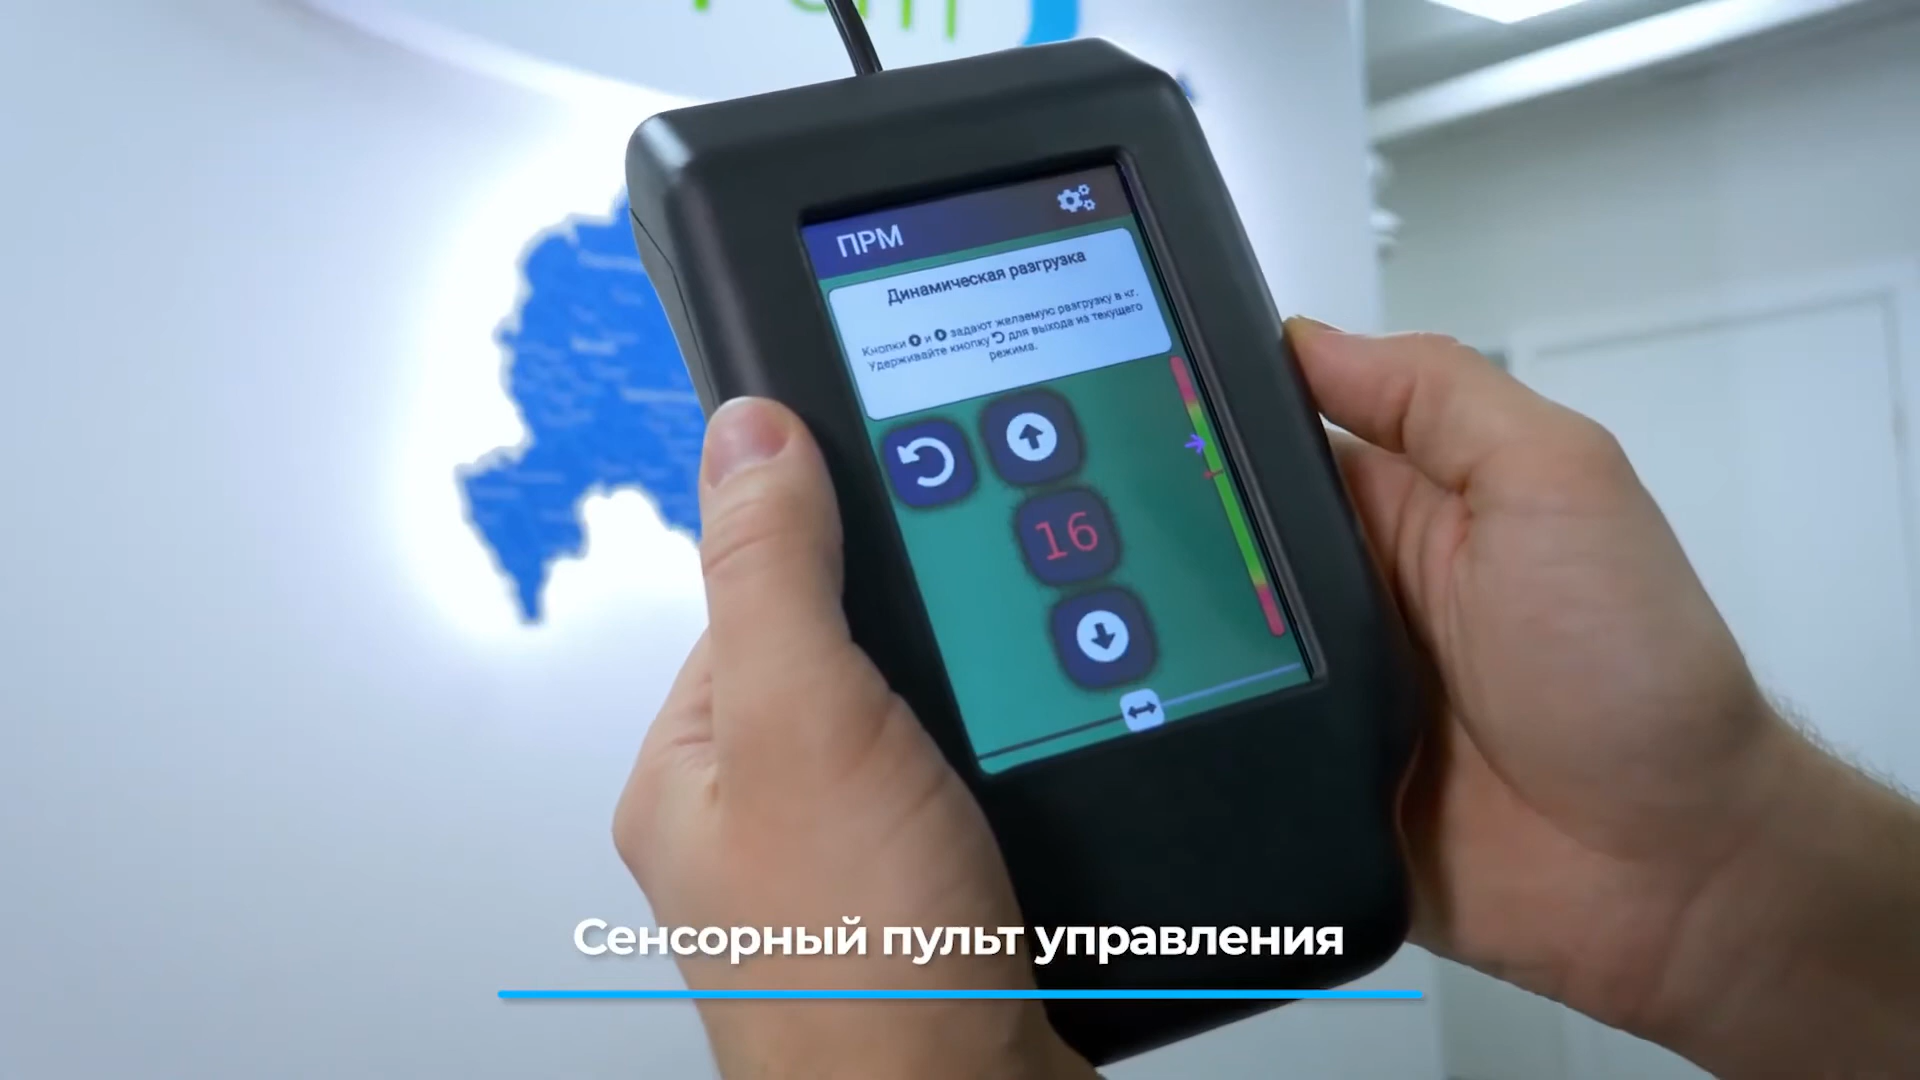 ПРМ
Динамическая разгрузка
Кнопки и задают желаемую разгрузку в кг.
Удерживайте кнопку для выхода из текущего
режима.
16
Сенсорный пульт управления